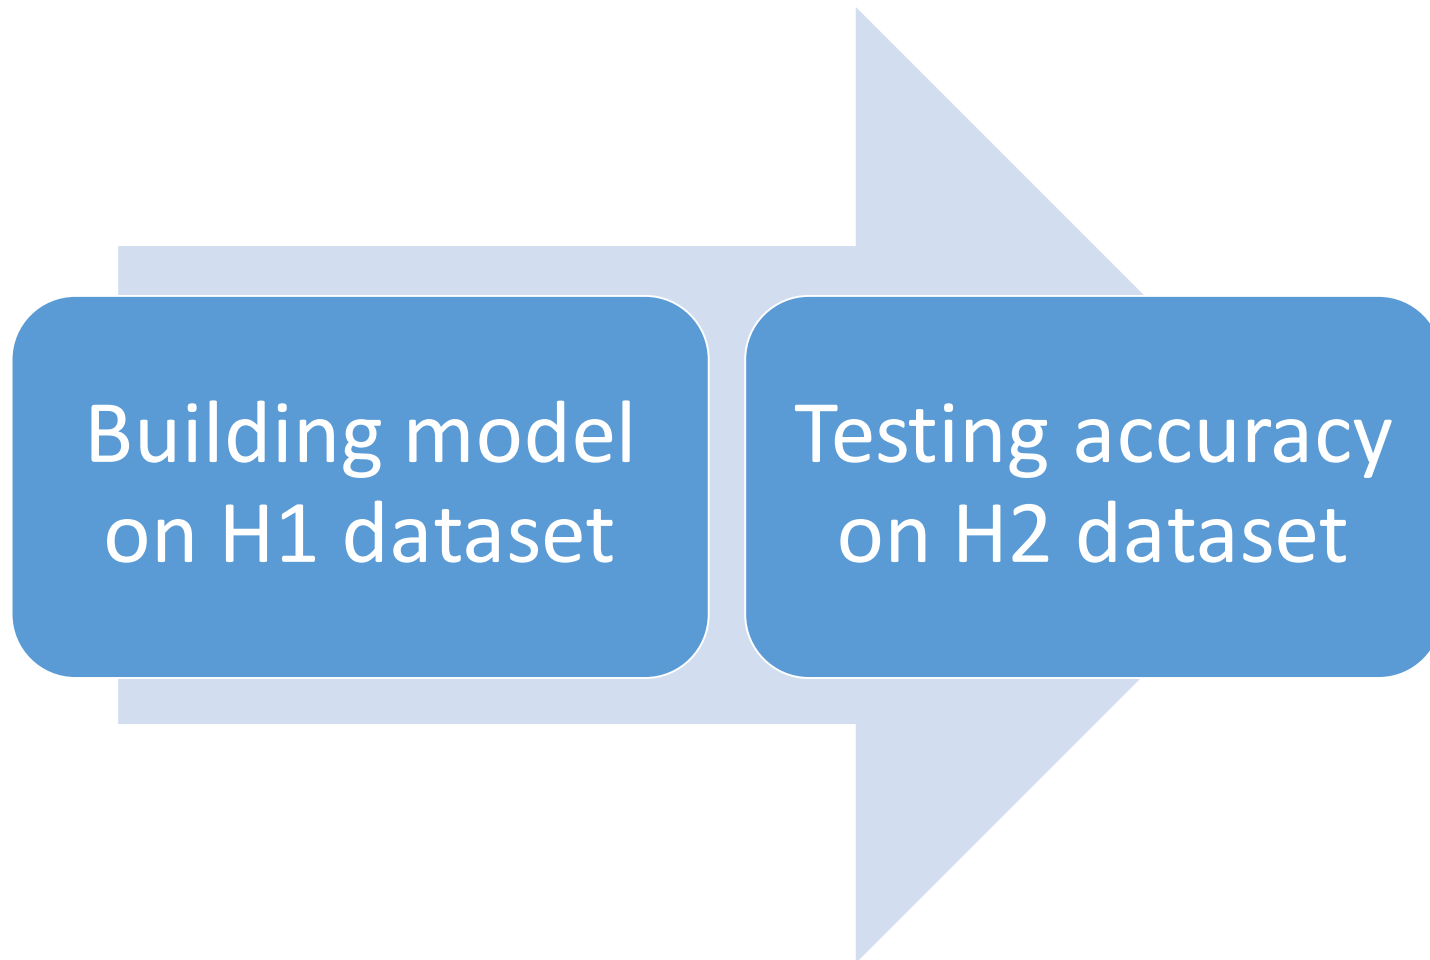 Building model
on H1 dataset
Testing accuracy
on H2 dataset